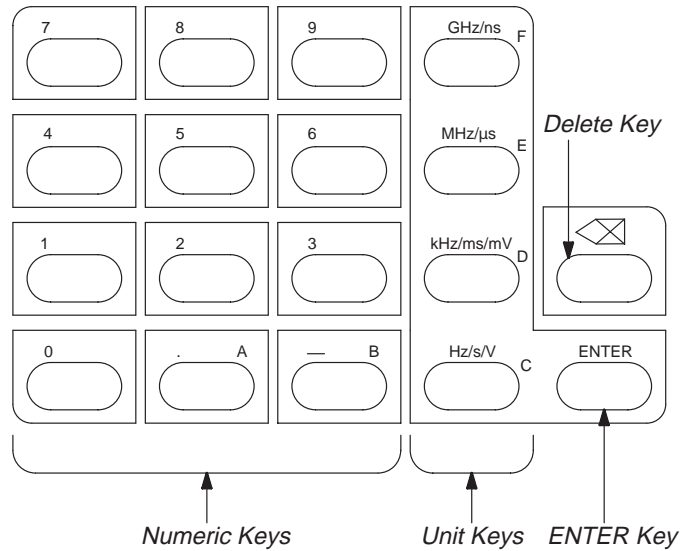 7 8 9 GHz/ns F
4 5 6 MHz/µs E
Delete Key
1 2 3 kHz/ms/mV D
0 . A — B Hz/s/V C ENTER
Numeric Keys Unit Keys ENTER Key